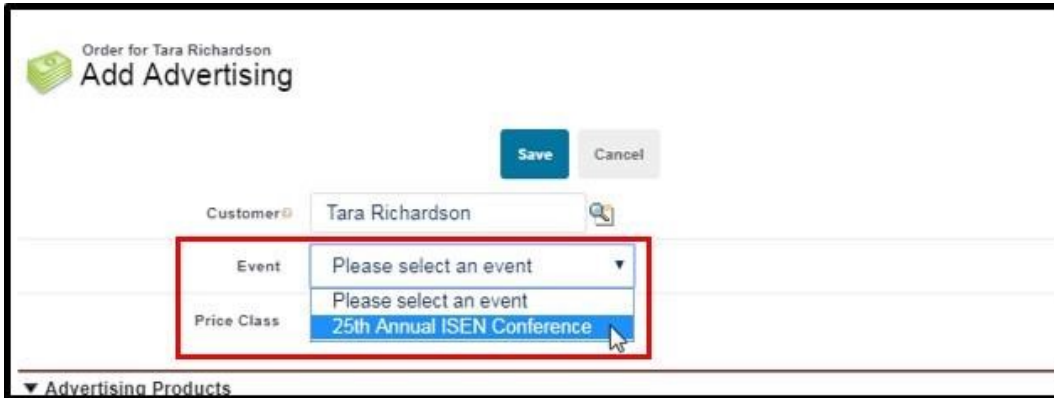 Order for Tara Richardson
Add Advertising
Save Cancel
Customer Tara Richardson
Event Please select an event
Please select an event
Price Class
25th Annual ISEN Conference
Advertising Products